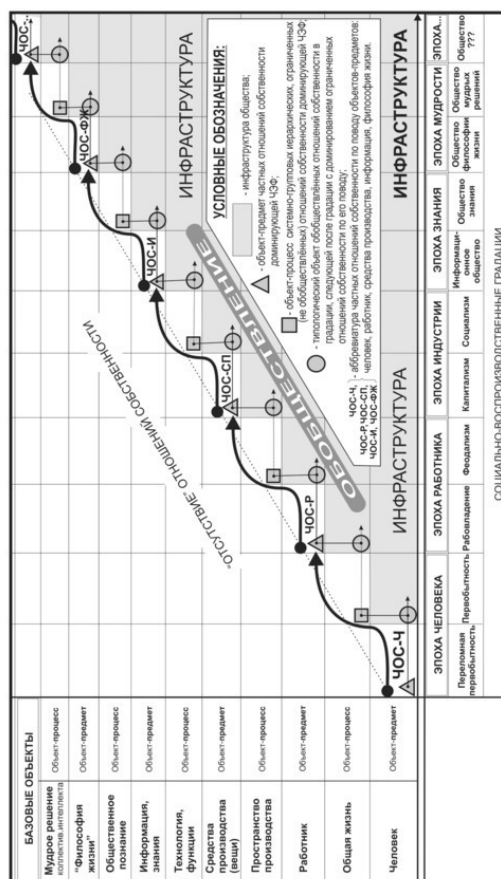 БАЗОВЫЕ ОБЪЕКТЫ
Мудрое решение
коллектив.интеллекта
Объект-процесс
"Философия
жизни"
Объект-предмет
Общественное
познание
Объект-процесс
Информация,
знания
Объект-предмет
Технология,
функции
Объект-процесс
Средства
производства
(вещи)
Объект-предмет
Пространство
производства
Объект-процесс
Работник
Объект-предмет
Общая жизнь
Объект-процесс
Человек
Объект-предмет
ЧОС-..
ЧОС-ФЖ
ЧОС-И
ЧОС-СП
ЧОС-Р
ЧОС-Ч
"ОТСУТСТВИЕ" ОТНОШЕНИЙ СОБСТВЕННОСТИ
ОБОБЩЕСТВЛЕНИЕ
ИНФРАСТРУКТУРА
УСЛОВНЫЕ ОБОЗНАЧЕНИЯ:
- инфраструктура общества;
- объект-предмет частных отношений собственности
доминирующей ЧЭФ;
- объект-процесс системно-групповых иерархических, ограниченных
(не обобществлённых) отношений собственности доминирующей ЧЭФ;
- типологический объект обобществлённых отношений собственности в
градации, следующей после градации с доминированием ограниченных
отношений собственности по его поводу;
ЧОС-Ч,
ЧОС-Р, ЧОС-СП,
ЧОС-И, ЧОС-ФЖ
- аббревиатура частных отношений собственности по поводу объектов-предметов:
человек, работник, средства производства, информация, философия жизни.
ИНФРАСТРУКТУРА
ИНФРАСТРУКТУРА
ЭПОХА ЧЕЛОВЕКА
ЭПОХА РАБОТНИКА
ЭПОХА ИНДУСТРИИ
ЭПОХА ЗНАНИЯ
ЭПОХА МУДРОСТИ
ЭПОХА...
Переломная
первобытность
Первобытность
Рабовладение
Феодализм
Капитализм
Социализм
Информаци-
онное
общество
Общество
знания
Общество
философии
жизни
Общество
мудрых
решений
Общество
???
СОЦИАЛЬНО-ВОСПРОИЗВОДСТВЕННЫЕ ГРАДАЦИИ